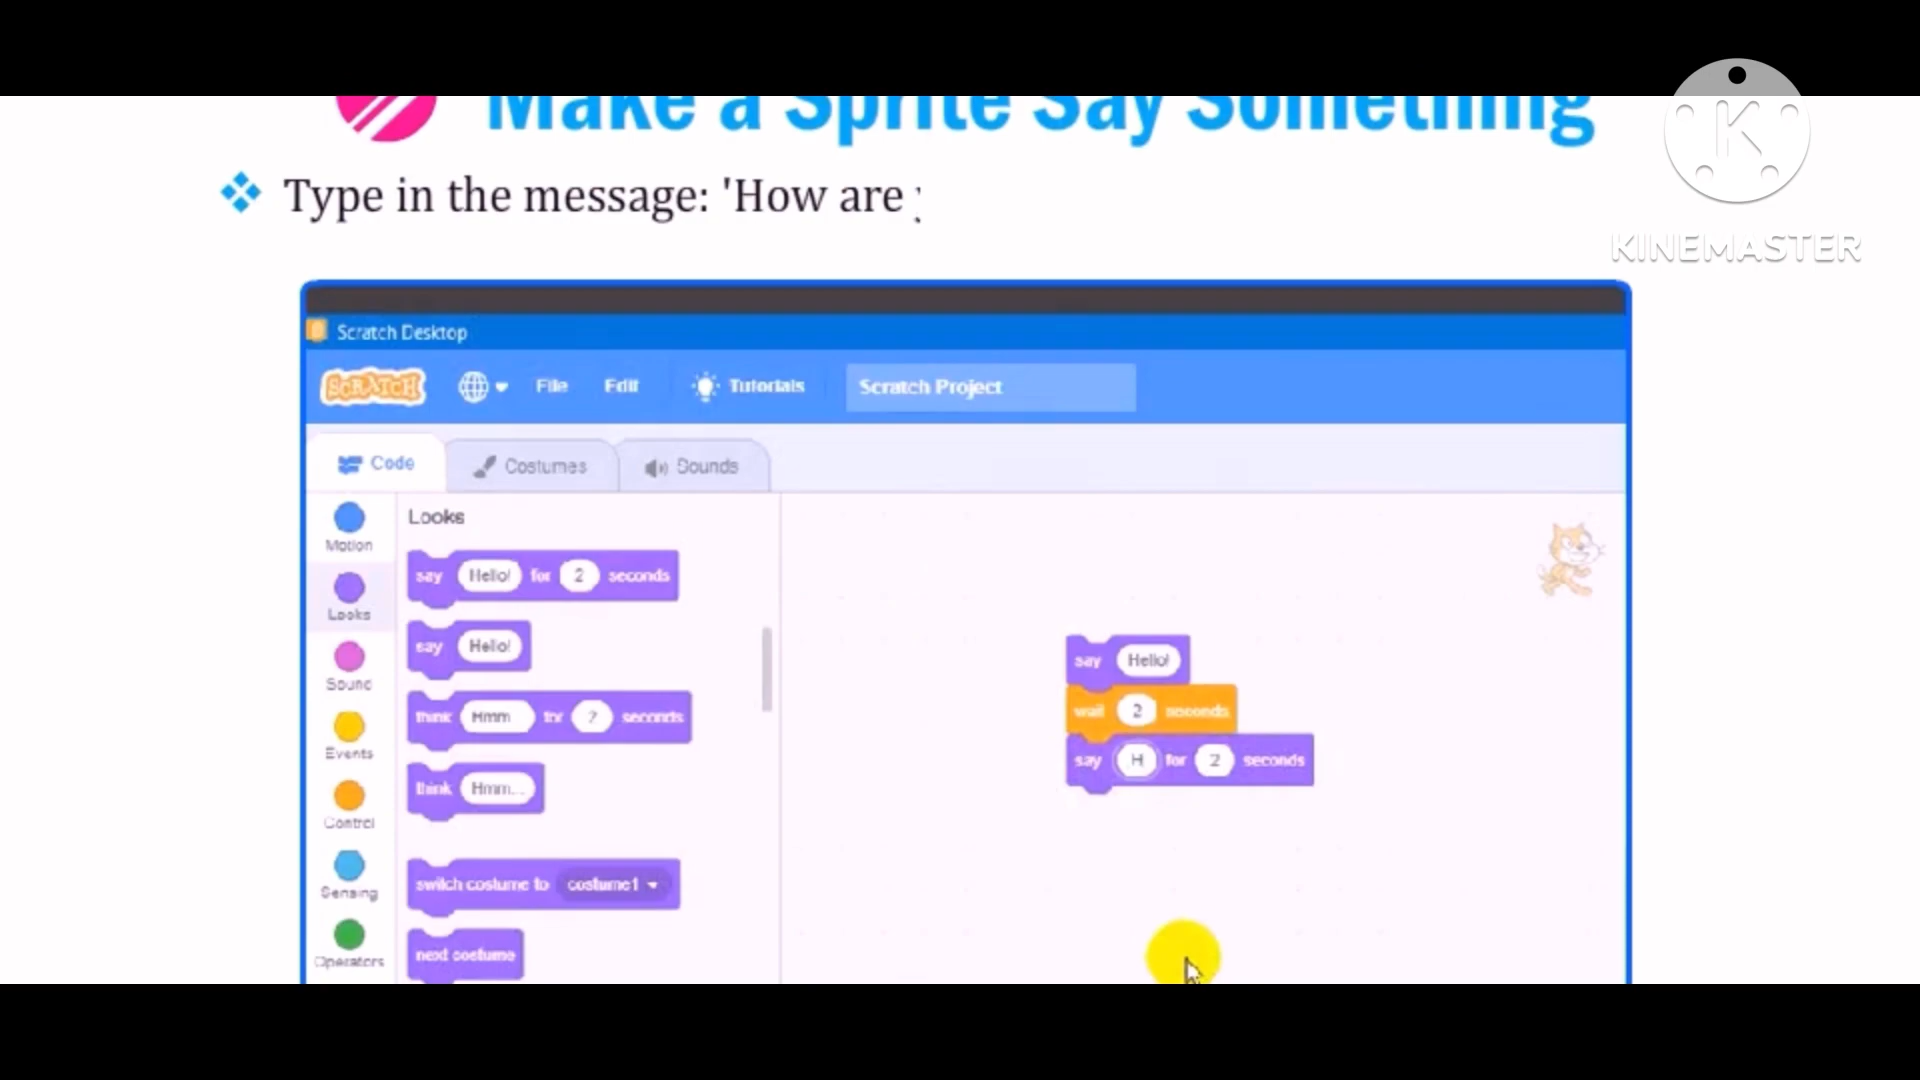 Make a Sprite Say Something
Type in the message: 'How are y
KINEMASTER
Scratch Desktop
SCRATCH File Edit Tutorials Scratch Project
Code Costumes Sounds
Motion
Looks
Sound
Events
Control
Sensing
Operators
Looks
say Hello! for 2 seconds
say Hello!
think Hmm for 2 seconds
think Hmm...
switch costume to costume1
next costume
say Hello!
wait 2 seconds
say H for 2 seconds